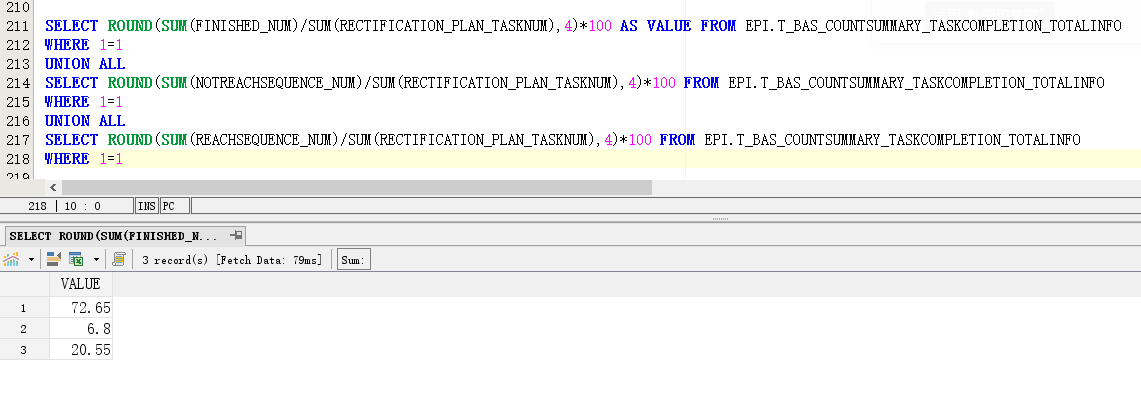 210
211 SELECT ROUND(SUM(FINISHED_NUM)/SUM(RECTIFICATION_PLAN_TASKNUM),4)*100 AS VALUE FROM EPI.T_BAS_COUNTSUMMARY_TASKCOMPLETION_TOTALINFO
212 WHERE 1=1
213 UNION ALL
214 SELECT ROUND(SUM(NOTREACHSEQUENCE_NUM)/SUM(RECTIFICATION_PLAN_TASKNUM),4)*100 FROM EPI.T_BAS_COUNTSUMMARY_TASKCOMPLETION_TOTALINFO
215 WHERE 1=1
216 UNION ALL
217 SELECT ROUND(SUM(REACHSEQUENCE_NUM)/SUM(RECTIFICATION_PLAN_TASKNUM),4)*100 FROM EPI.T_BAS_COUNTSUMMARY_TASKCOMPLETION_TOTALINFO
218 WHERE 1=1
219
218 | 10 : 0 INS PC
SELECT ROUND(SUM(FINISHED_N...
3 record(s) [Fetch Data: 79ms] Sum:
VALUE
1 72.65
2 6.8
3 20.55